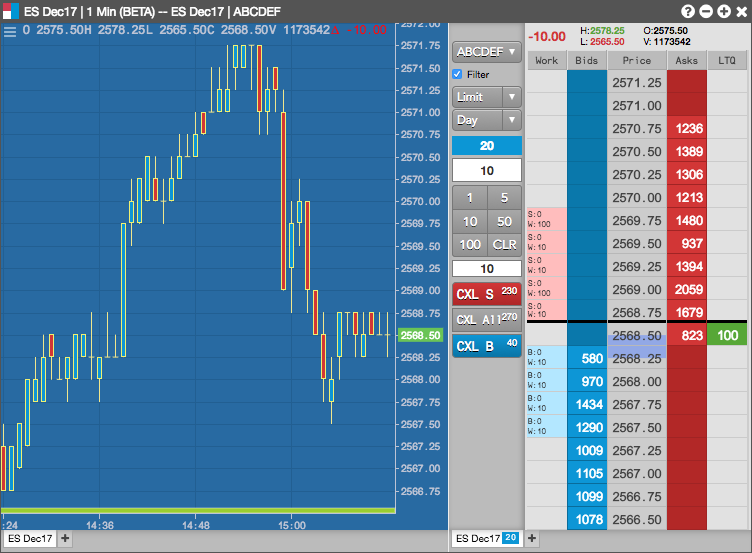 ES Dec17 | 1 Min (BETA) -- ES Dec17 | ABCDEF
O 2575.50H 2578.25L 2565.50C 2568.50V 1173542
-10.00
2572.00
2571.75
2571.50
2571.25
2571.00
2570.75
2570.50
2570.25
2570.00
2569.75
2569.50
2569.25
2569.00
2568.75
2568.50
2568.25
2568.00
2567.75
2567.50
2567.25
2567.00
2566.75
:24 14:36 14:48 15:00
ES Dec17 +
ABCDEF
Filter
Limit
Day
20
10
1 5
10 50
100 CLR
10
CXL S 230
CXL All 270
CXL B 40
-10.00 H:2578.25 O:2575.50
L: 2565.50 V: 1173542
Work Bids Price Asks LTQ
2571.25
2571.00
2570.75 1236
2570.50 1389
2570.25 1306
2570.00 1213
S:0
W:100 2569.75 1480
S:0
W:10 2569.50 937
S:0
W:10 2569.25 1394
S:0
W:100 2569.00 2059
S:0
W:10 2568.75 1679
2568.50 823 100
B:0
W:10 580 2568.25
B:0
W:10 970 2568.00
B:0
W:10 1434 2567.75
B:0
W:10 1290 2567.50
1009 2567.25
1105 2567.00
1099 2566.75
1078 2566.50
ES Dec17 20 +